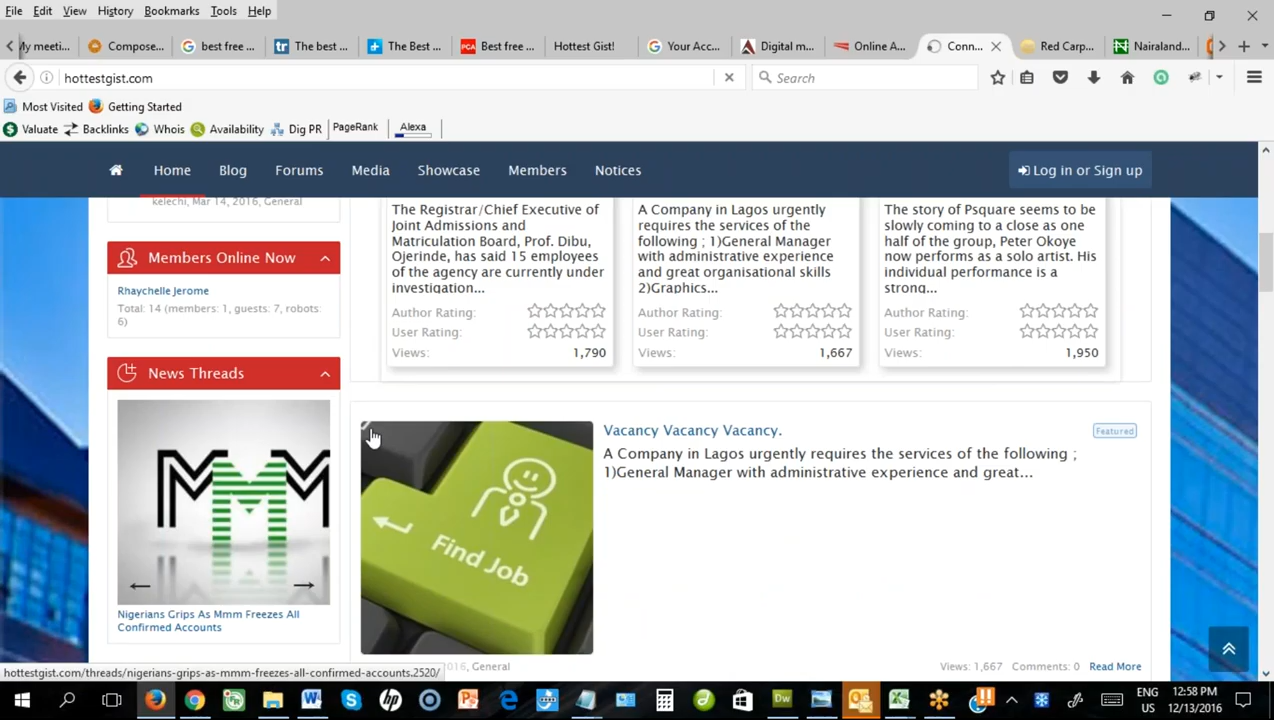 File Edit View History Bookmarks Tools Help
My meeti... Compose... best free ... The best ... The Best ... Best free ... Hottest Gist! Your Acc... Digital m... Online A... Conn... Red Carp... Nairaland...
hottestgist.com Search
Most Visited Getting Started
Valuate Backlinks Whois Availability Dig PR PageRank Alexa
Home Blog Forums Media Showcase Members Notices Log in or Sign up
kelechi, Mar 14, 2016, General
Members Online Now
Rhaychelle Jerome
Total: 14 (members: 1, guests: 7, robots:
6)
News Threads
MMM
Nigerians Grips As Mmm Freezes All
Confirmed Accounts
The Registrar/Chief Executive of
Joint Admissions and
Matriculation Board, Prof. Dibu,
Ojerinde, has said 15 employees
of the agency are currently under
investigation...
Author Rating:
User Rating:
Views: 1,790
A Company in Lagos urgently
requires the services of the
following ; 1)General Manager
with administrative experience
and great organisational skills
2)Graphics...
Author Rating:
User Rating:
Views: 1,667
The story of Psquare seems to be
slowly coming to a close as one
half of the group, Peter Okoye
now performs as a solo artist. His
individual performance is a
strong...
Author Rating:
User Rating:
Views: 1,950
Find Job
Vacancy Vacancy Vacancy. Featured
A Company in Lagos urgently requires the services of the following ;
1)General Manager with administrative experience and great...
2016, General Views: 1,667 Comments: 0 Read More
hottestgist.com/threads/nigerians-grips-as-mmm-freezes-all-confirmed-accounts.2520/
ENG 12:58 PM
US 12/13/2016